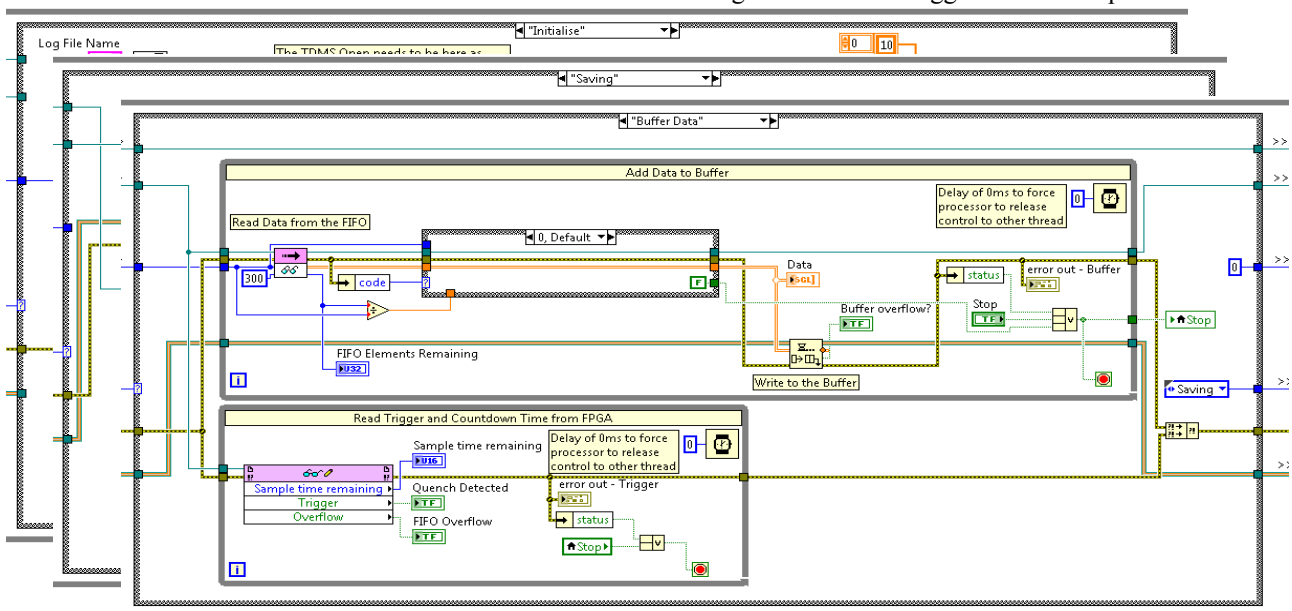 "Initialise"
Log File Name
The TDMS Open needs to be here as
0
10
"Saving"
"Buffer Data"
Add Data to Buffer
Delay of 0ms to force
processor to release
control to other thread
0
Read Data from the FIFO
0, Default
300
code
?
F
Data
SGL]
status
error out - Buffer
0
Buffer overflow?
TF
Stop
TF
Stop
FIFO Elements Remaining
U32
Write to the Buffer
i
Saving
Read Trigger and Countdown Time from FPGA
Sample time remaining
U16
Delay of 0ms to force
processor to release
control to other thread
0
Sample time remaining
Trigger
Overflow
Quench Detected
TF
FIFO Overflow
TF
error out - Trigger
status
Stop
i